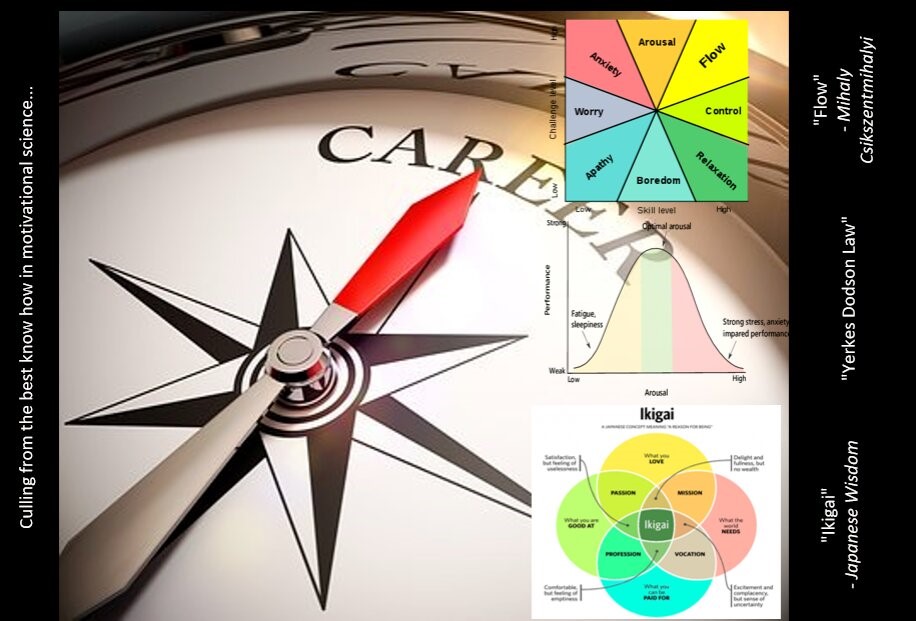 Culling from the best know how in motivational science...
CAREER
Arousal
Flow
Anxiety
Control
Worry
Relaxation
Apathy
Boredom
Challenge level
High
Low
Low
Skill level
High
Strong
Optimal arousal
Performance
Fatigue,
sleepiness
Strong stress, anxiety
impared performance
Weak
Low
High
Arousal
Ikigai
A JAPANESE CONCEPT MEANING "A REASON FOR BEING"
Satisfaction,
but feeling of
uselessness
What you
LOVE
Delight and
fullness, but
no wealth
PASSION
MISSION
What you are
GOOD AT
Ikigai
What the
world
NEEDS
PROFESSION
VOCATION
Comfortable,
but feeling of
emptiness
What you
can be
PAID FOR
Excitement and
complacency,
but sense of
uncertainty
"Flow"
- Mihaly
Csikszentmihalyi
"Yerkes Dodson Law"
"Ikigai"
- Japanese Wisdom